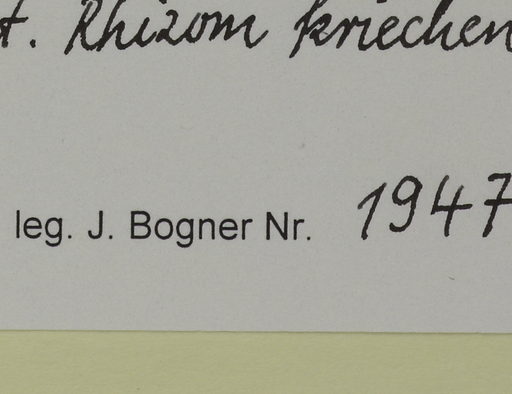 t. Rhizom kriechen
leg. J. Bogner Nr. 1947